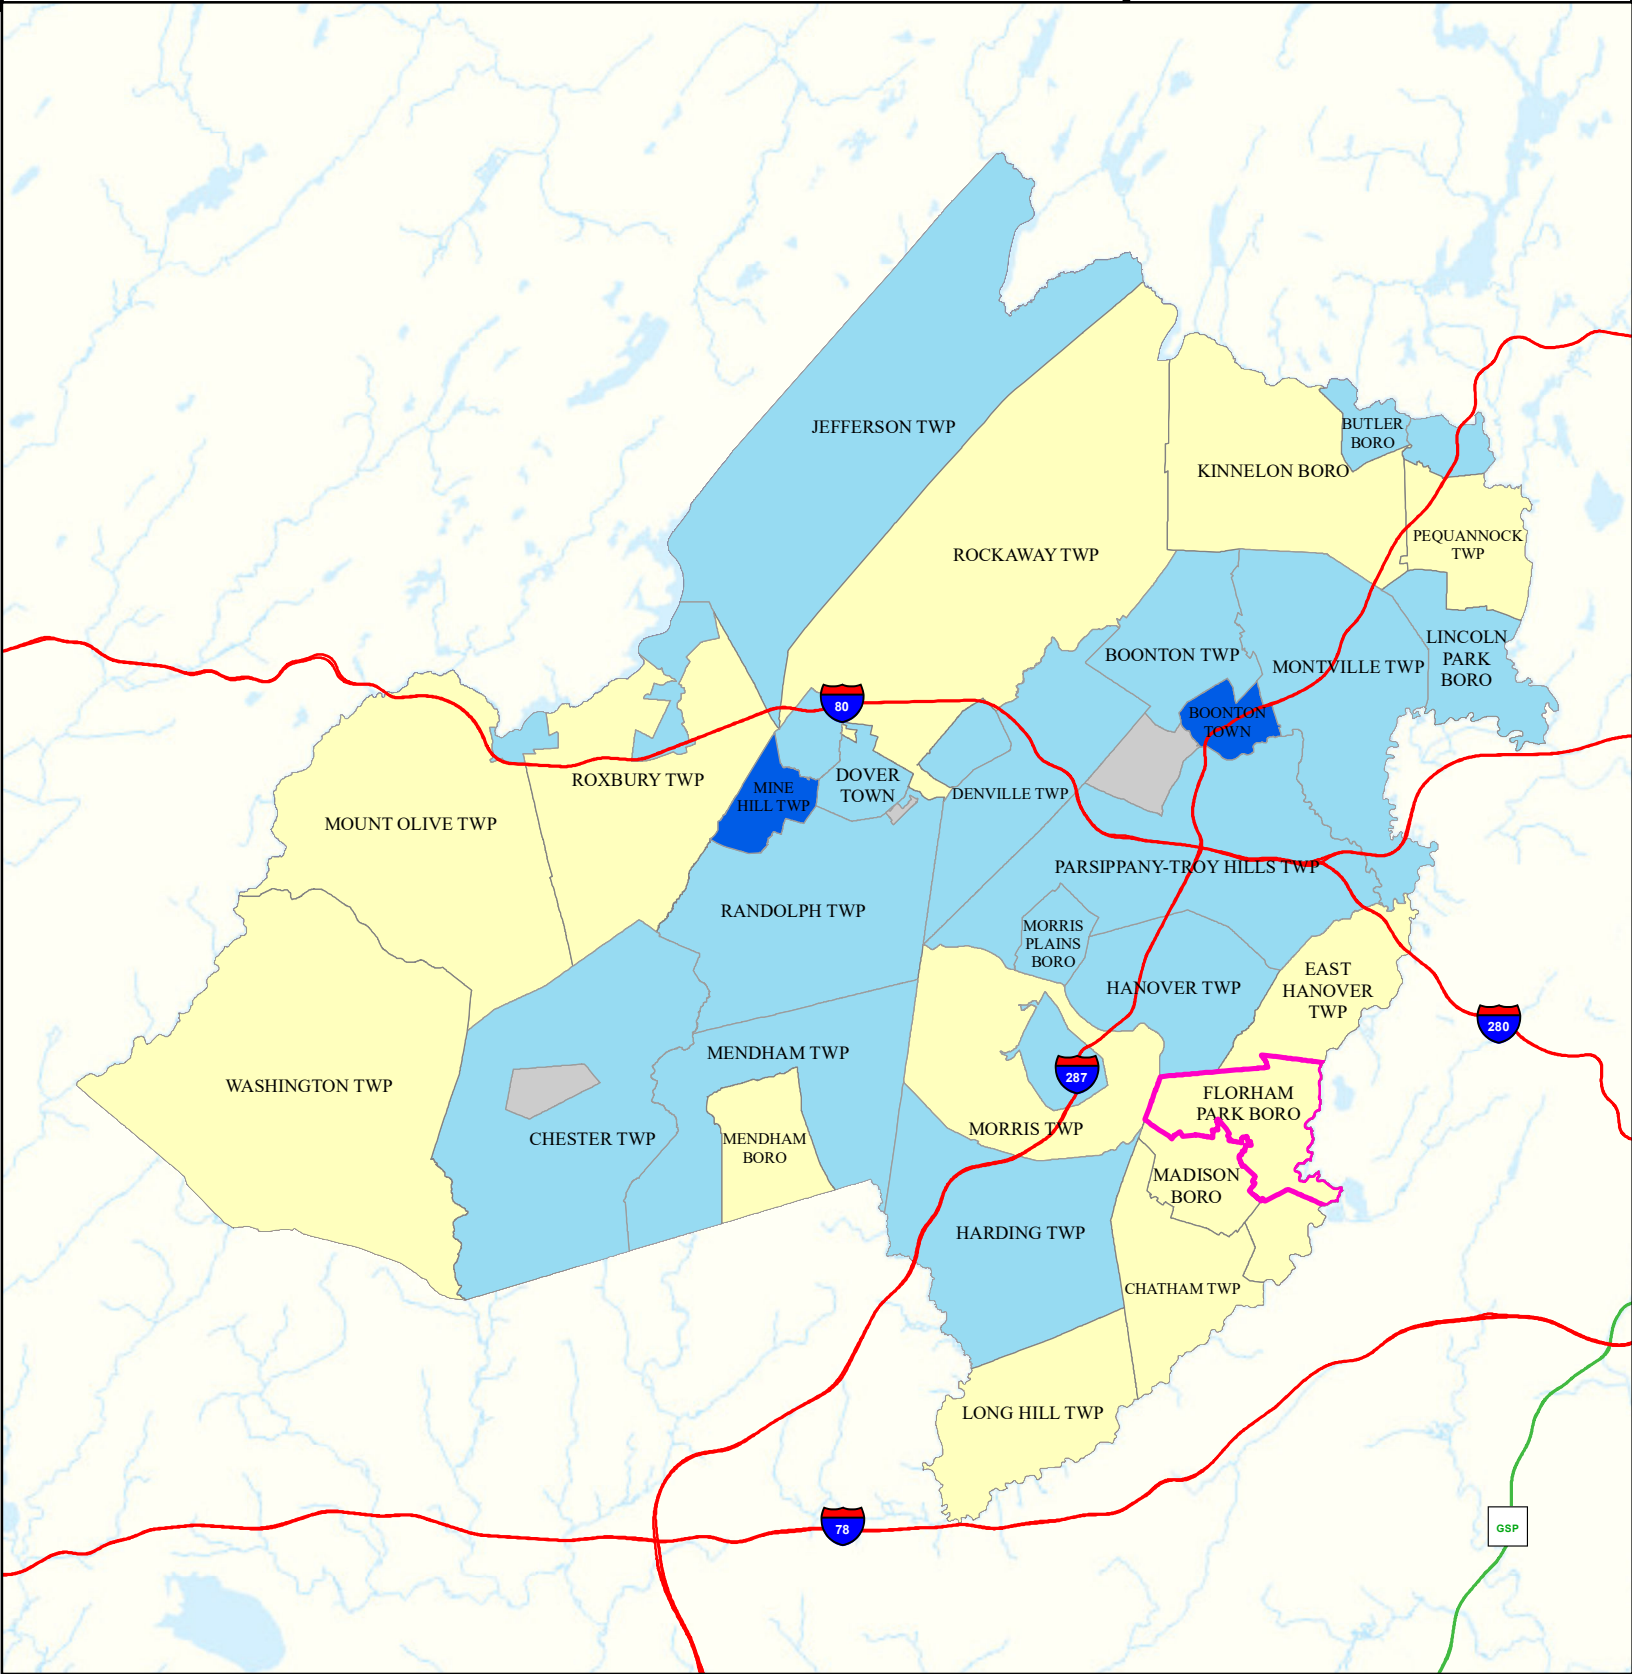 JEFFERSON TWP
BUTLER
BORO
KINNELON BORO
PEQUANNOCK
TWP
ROCKAWAY TWP
BOONTON TWP
MONTVILLE TWP
LINCOLN
PARK
BORO
80
BOONTON
TOWN
ROXBURY TWP
MINE
HILL TWP
DOVER
TOWN
DENVILLE TWP
MOUNT OLIVE TWP
PARSIPPANY-TROY HILLS TWP
RANDOLPH TWP
MORRIS
PLAINS
BORO
HANOVER TWP
EAST
HANOVER
TWP
280
MENDHAM TWP
287
WASHINGTON TWP
FLORHAM
PARK BORO
CHESTER TWP
MENDHAM
BORO
MORRIS TWP
MADISON
BORO
HARDING TWP
CHATHAM TWP
LONG HILL TWP
78
GSP